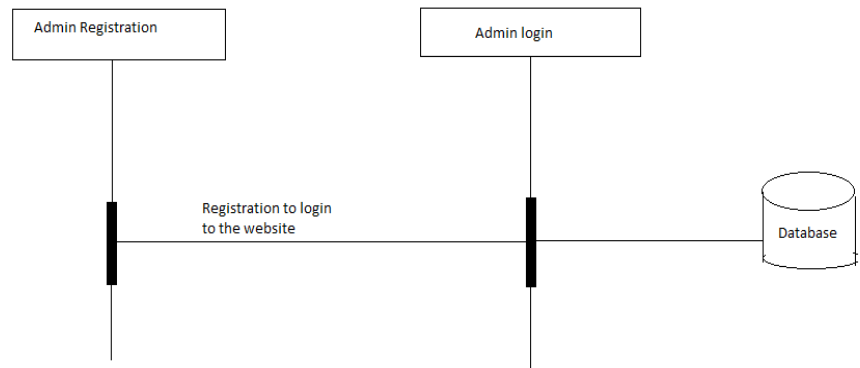 Admin Registration
Admin login
Registration to login
to the website
Database